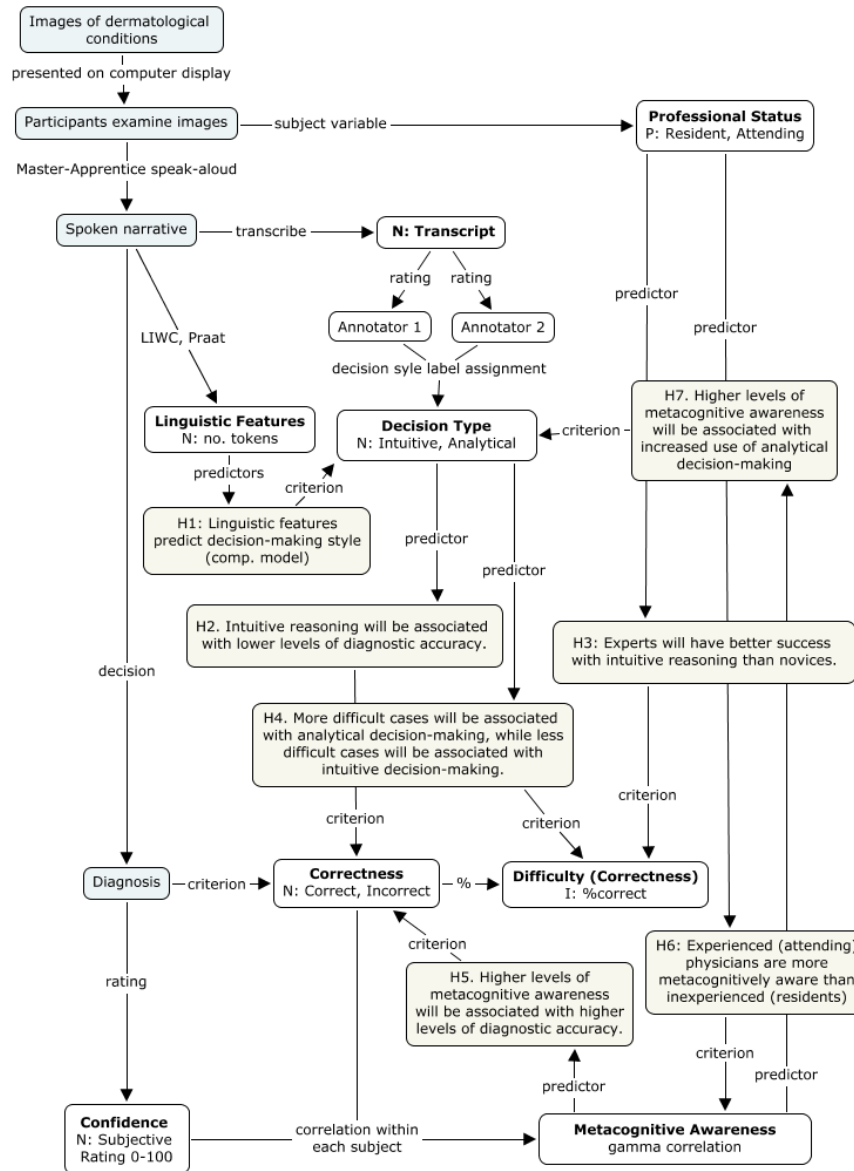 Images of dermatological
conditions
presented on computer display
Participants examine images
subject variable
Professional Status
P: Resident, Attending
Master-Apprentice speak-aloud
Spoken narrative
transcribe
N: Transcript
rating
rating
predictor
Annotator 1
Annotator 2
predictor
LIWC, Praat
decision syle label assignment
Linguistic Features
N: no. tokens
Decision Type
N: Intuitive, Analytical
criterion
H7. Higher levels of
metacognitive awareness
will be associated with
increased use of analytical
decision-making
predictors
criterion
H1: Linguistic features
predict decision-making style
(comp. model)
predictor
predictor
H2. Intuitive reasoning will be associated
with lower levels of diagnostic accuracy.
H3: Experts will have better success
with intuitive reasoning than novices.
decision
H4. More difficult cases will be associated
with analytical decision-making, while less
difficult cases will be associated with
intuitive decision-making.
criterion
criterion
criterion
Diagnosis
criterion
Correctness
N: Correct, Incorrect
%
Difficulty (Correctness)
I: %correct
criterion
rating
H5. Higher levels of
metacognitive awareness
will be associated with higher
levels of diagnostic accuracy.
H6: Experienced (attending)
physicians are more
metacognitively aware than
inexperienced (residents)
criterion
predictor
predictor
Confidence
N: Subjective
Rating 0-100
correlation within
each subject
Metacognitive Awareness
gamma correlation